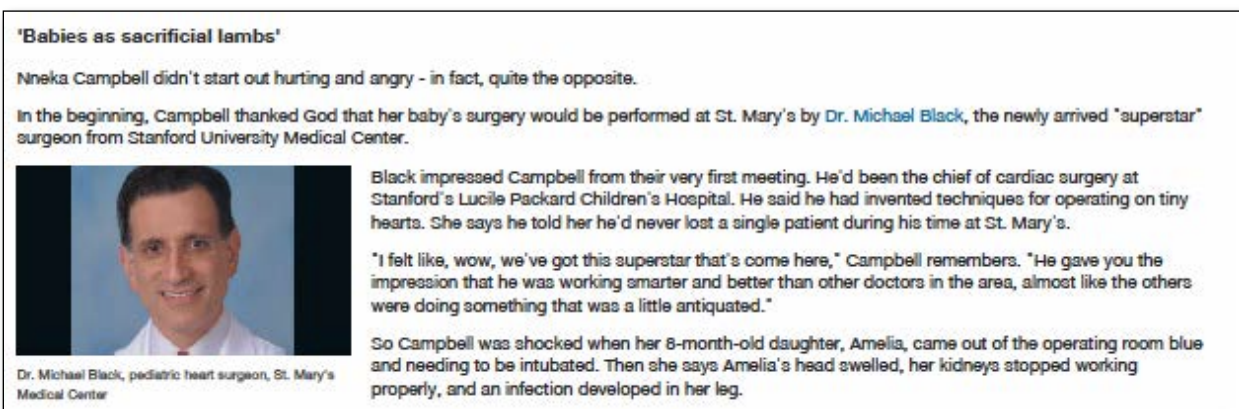 'Babies as sacrificial lambs'
Nneka Campbell didn't start out hurting and angry - in fact, quite the opposite.
In the beginning, Campbell thanked God that her baby's surgery would be performed at St. Mary's by Dr. Michael Black, the newly arrived "superstar"
surgeon from Stanford University Medical Center.
Black impressed Campbell from their very first meeting. He'd been the chief of cardiac surgery at
Stanford's Lucile Packard Children's Hospital. He said he had invented techniques for operating on tiny
hearts. She says he told her he'd never lost a single patient during his time at St. Mary's.
"I felt like, wow, we've got this superstar that's come here," Campbell remembers. "He gave you the
impression that he was working smarter and better than other doctors in the area, almost like the others
were doing something that was a little antiquated."
So Campbell was shocked when her 8-month-old daughter, Amelia, came out of the operating room blue
and needing to be intubated. Then she says Amelia's head swelled, her kidneys stopped working
properly, and an infection developed in her leg.
Dr. Michael Black, pediatric heart surgeon, St. Mary's
Medical Center